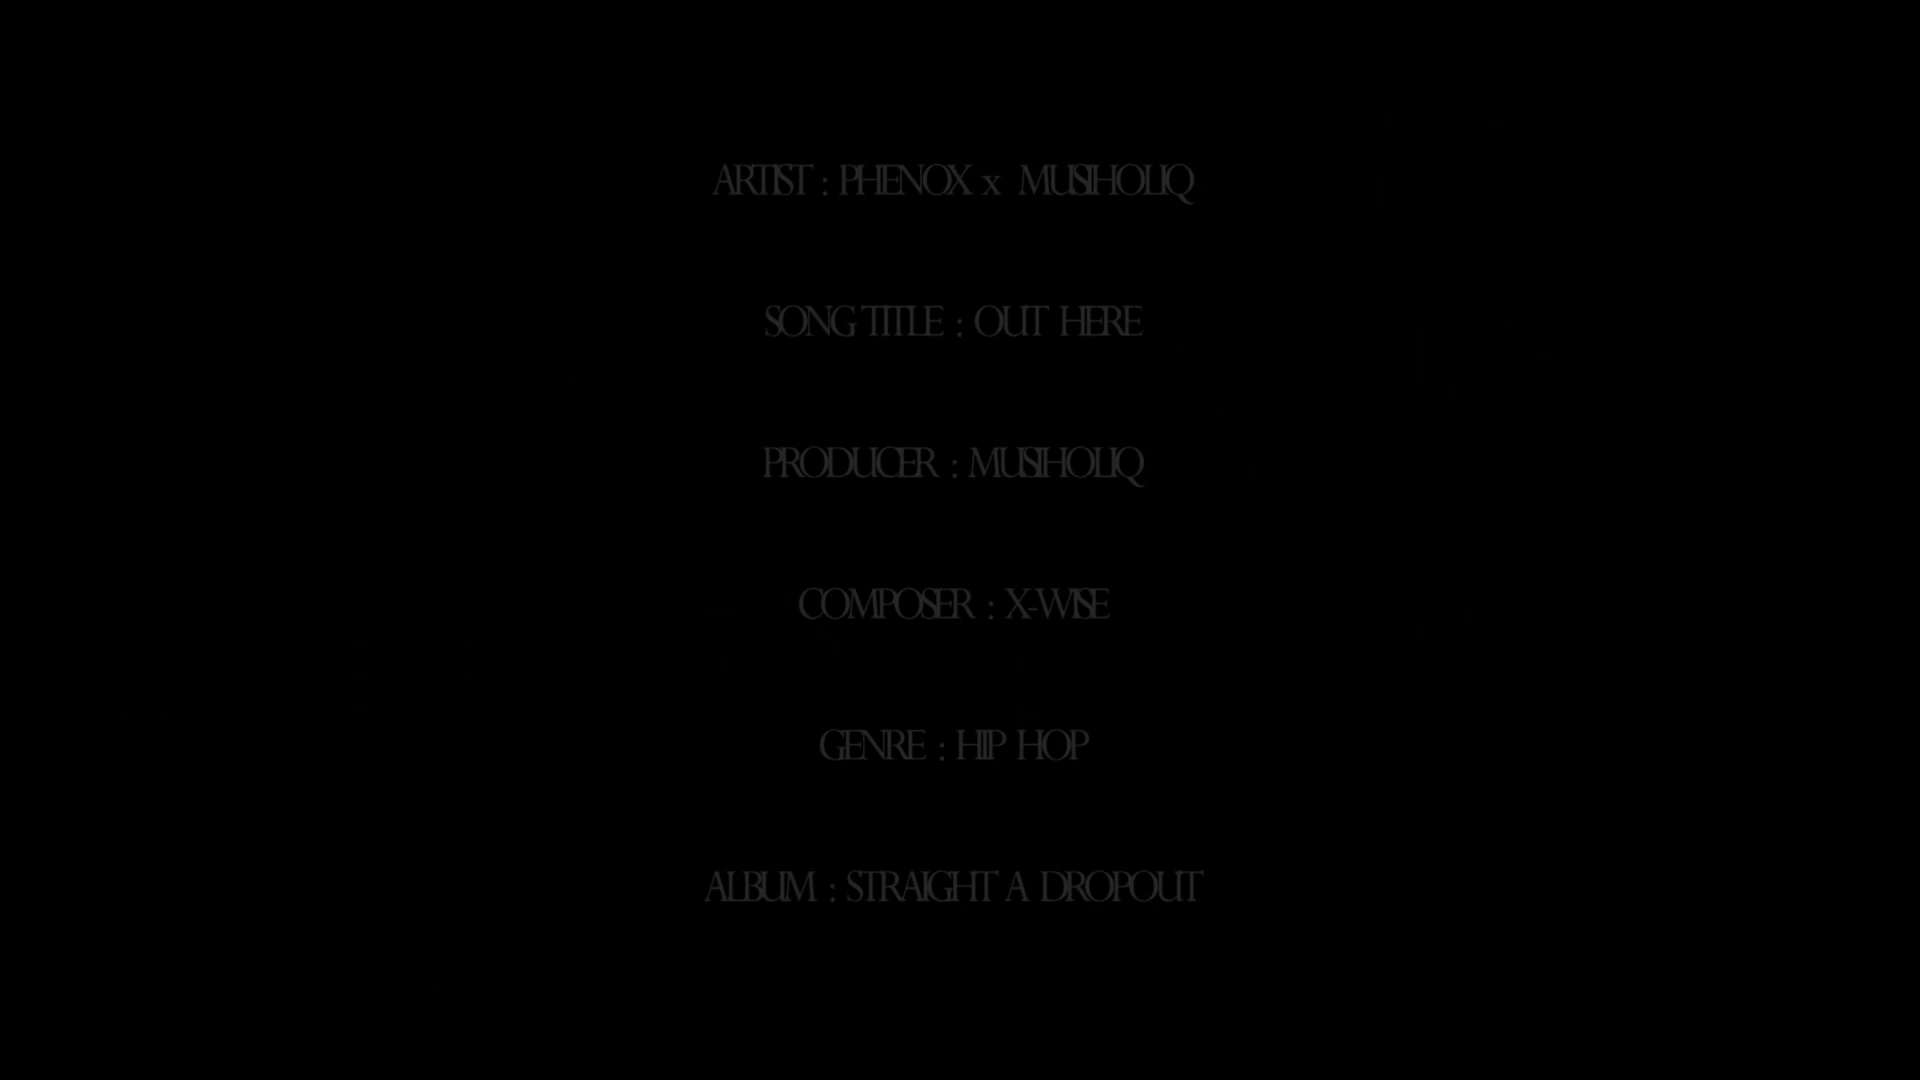 ARTIST : PHENOX x MUSIHOLIQ
SONG TITLE : OUT HERE
PRODUCER : MUSIHOLIQ
COMPOSER : X-WISE
GENRE : HIP HOP
ALBUM : STRAIGHT A DROPOUT